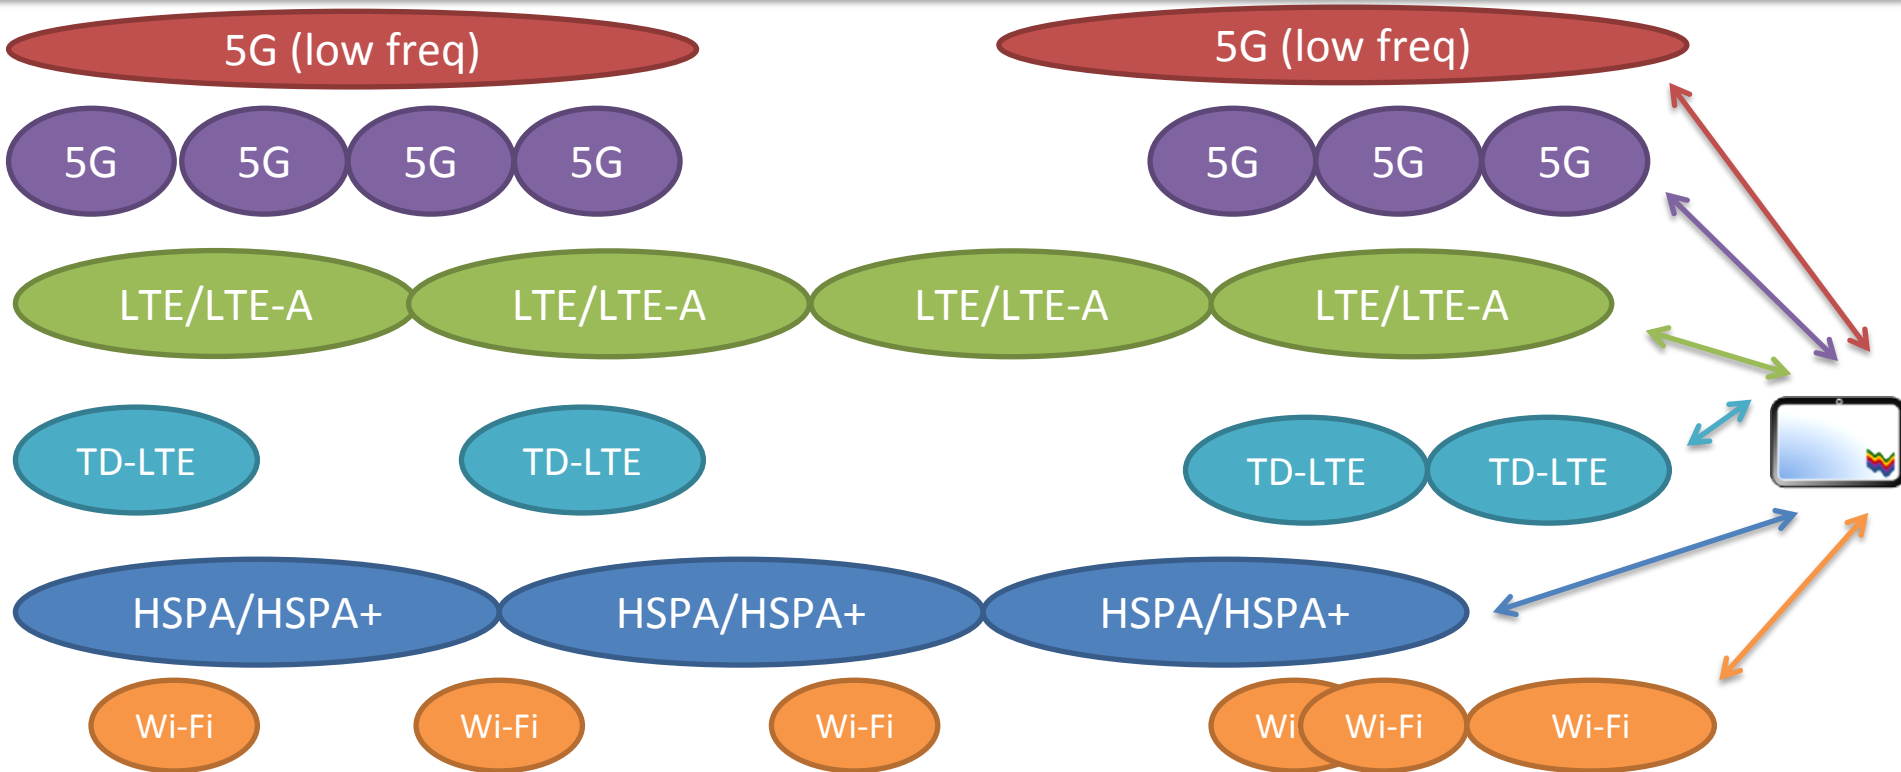 5G (low freq) 5G (low freq)
5G 5G 5G 5G 5G 5G 5G
LTE/LTE-A LTE/LTE-A LTE/LTE-A LTE/LTE-A
TD-LTE TD-LTE TD-LTE TD-LTE
HSPA/HSPA+ HSPA/HSPA+ HSPA/HSPA+
Wi-Fi Wi-Fi Wi-Fi Wi Wi-Fi Wi-Fi